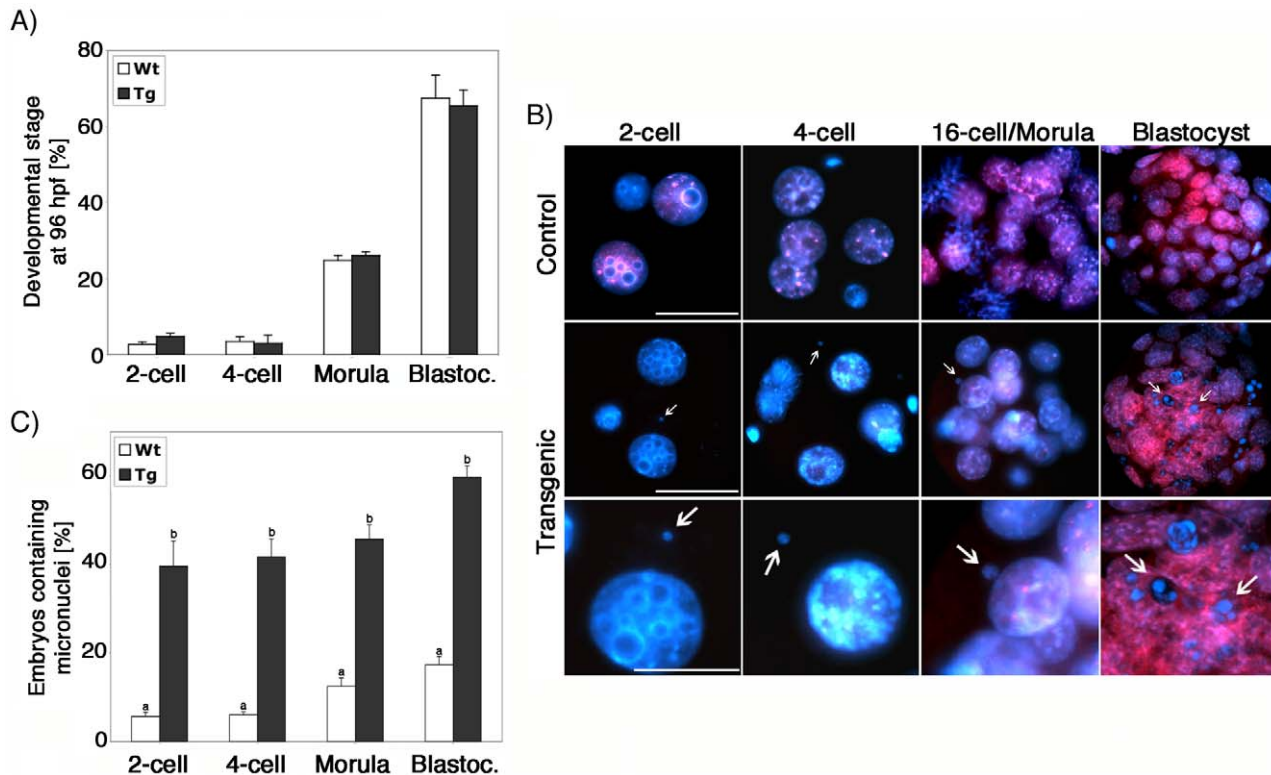 A)
80
60
40
20
0
Developmental stage
at 96 hpf [%]
Wt
Tg
2-cell 4-cell Morula Blastoc.
B)
2-cell 4-cell 16-cell/Morula Blastocyst
Control
Transgenic
C)
60
40
20
0
Embryos containing
micronuclei [%]
Wt
Tg
a b a b a b a b
2-cell 4-cell Morula Blastoc.